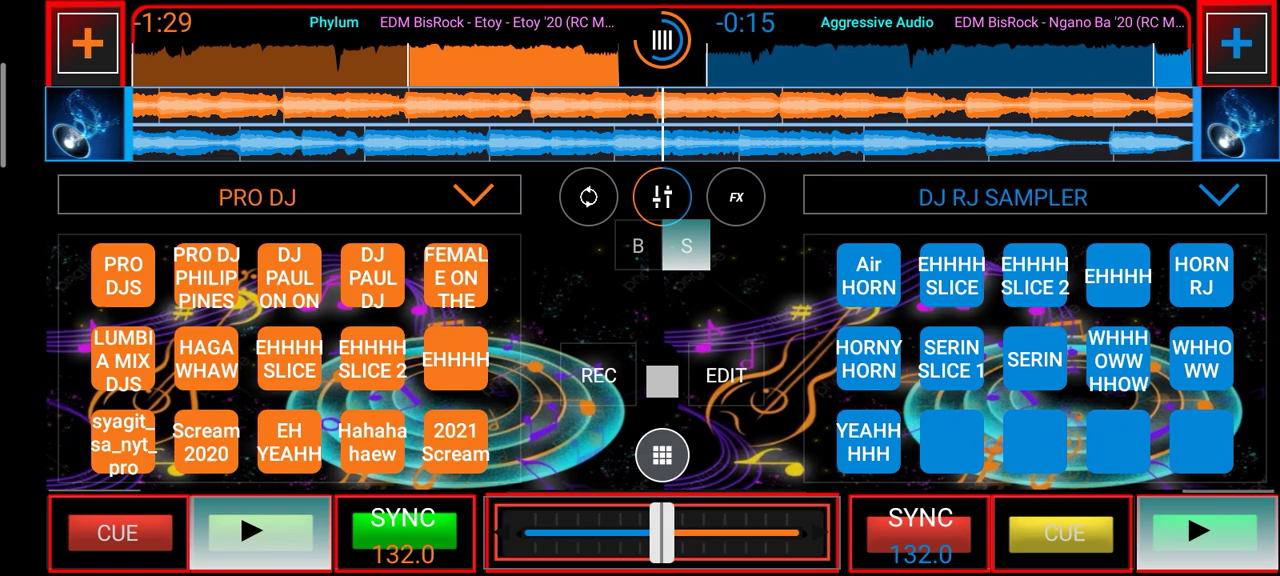 -1:29
Phylum
EDM BisRock - Etoy - Etoy '20 (RC M...
-0:15
Aggressive Audio
EDM BisRock - Ngano Ba '20 (RC M...
PRO DJ
FX
DJ RJ SAMPLER
B
S
PRO
DJS
PRO DJ
PHILIP
PINES
DJ
PAUL
ON ON
DJ
PAUL
DJ
FEMAL
E ON
THE
Air
HORN
EHHHH
SLICE
EHHHH
SLICE 2
EHHHH
HORN
RJ
LUMBI
A MIX
DJS
HAGA
WHAW
EHHHH
SLICE
EHHHH
SLICE 2
EHHHH
REC
EDIT
HORNY
HORN
SERIN
SLICE 1
SERIN
WHHH
OWW
HHOW
WHHO
WW
syagit_
sa_nyt_
pro
Scream
2020
EH
YEAHH
Hahaha
haew
2021
Scream
YEAHH
HHH
CUE
SYNC
132.0
SYNC
132.0
CUE